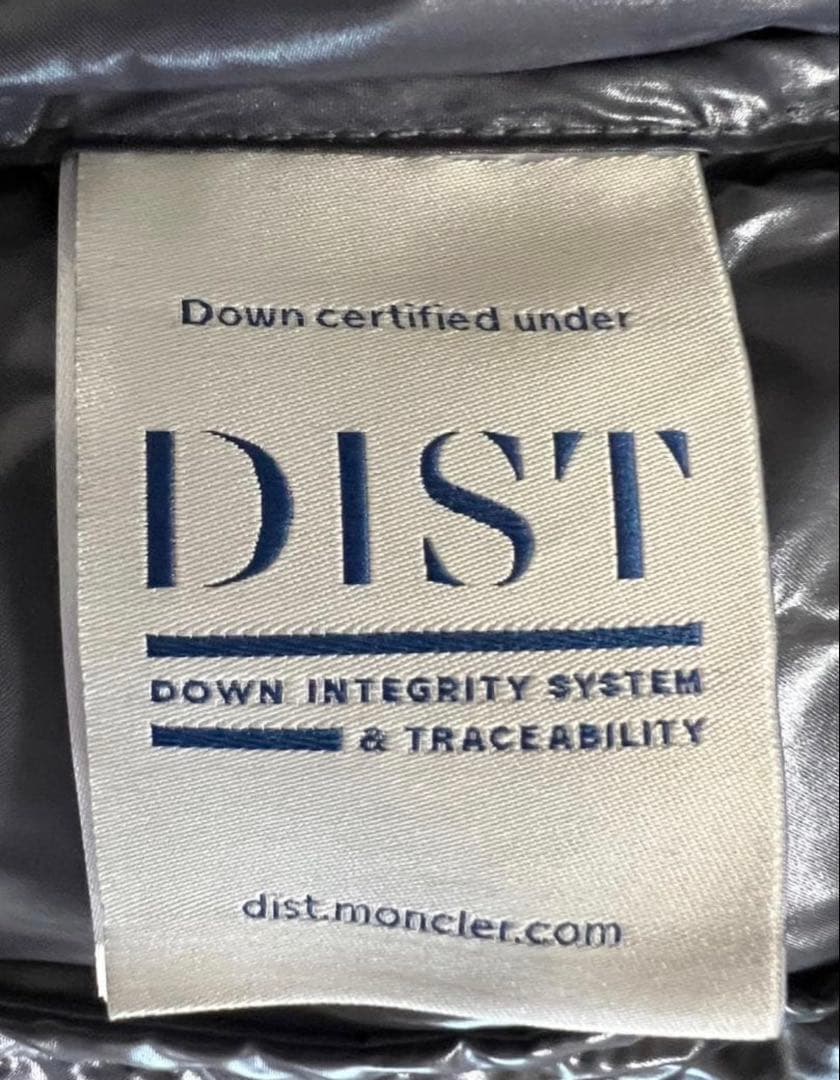 Down certified under
DIST
DOWN INTEGRITY SYSTEM
& TRACEABILITY
dist.moncler.com